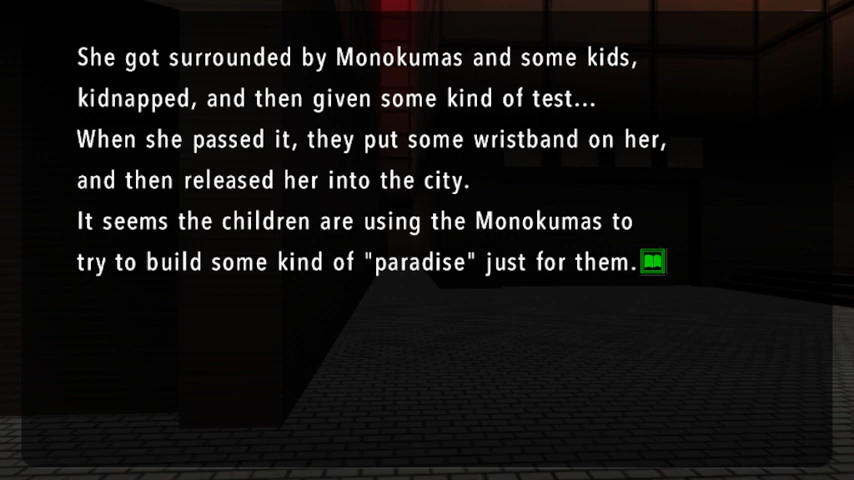 She got surrounded by Monokumas and some kids,
kidnapped, and then given some kind of test...
When she passed it, they put some wristband on her,
and then released her into the city.
It seems the children are using the Monokumas to
try to build some kind of "paradise" just for them.